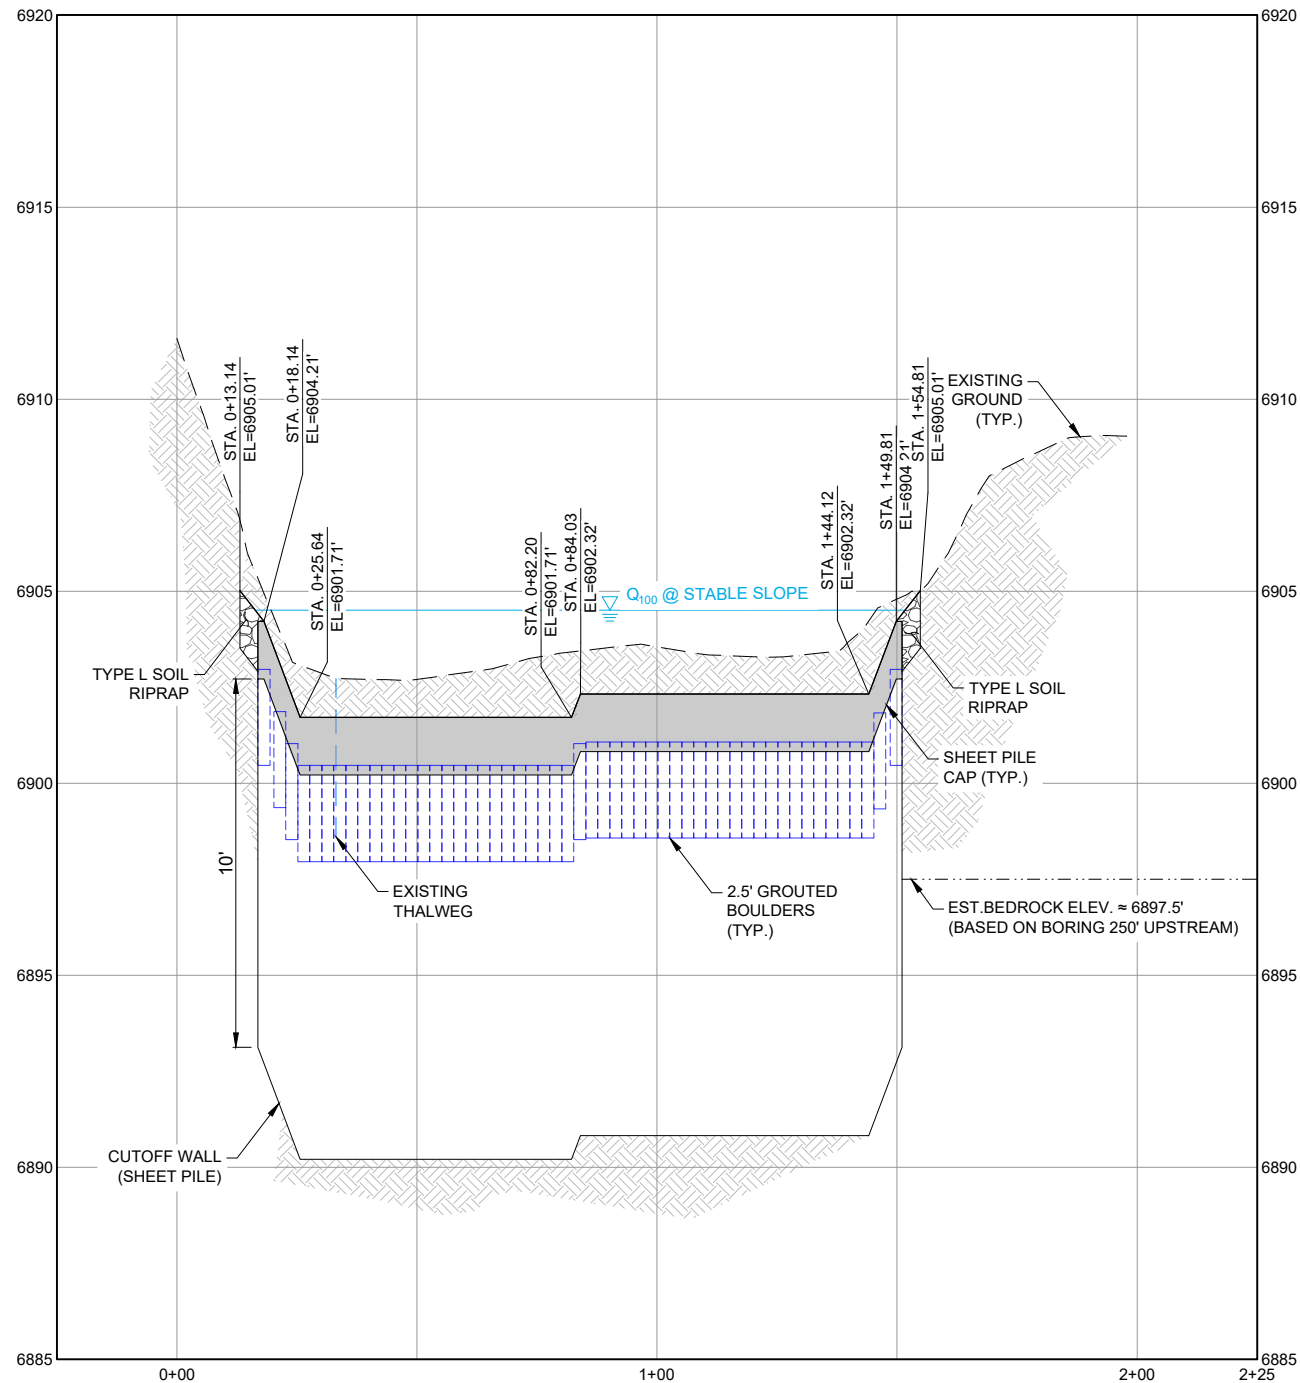 6920
6920
6915
6915
6910
6910
6905
6905
6900
6900
6895
6895
6890
6890
6885
6885
STA. 0+13.14
EL=6905.01'
STA. 0+18.14
EL=6904.21'
STA. 0+25.64
EL=6901.71'
STA. 0+82.20
EL=6901.71'
STA. 0+84.03
EL=6902.32'
STA. 1+44.12
EL=6902.32'
STA. 1+49.81
EL=6904 21'
STA. 1+54.81
EL=6905.01'
EXISTING
GROUND
(TYP.)
Q100 @ STABLE SLOPE
TYPE L SOIL
RIPRAP
TYPE L SOIL
RIPRAP
SHEET PILE
CAP (TYP.)
10'
EXISTING
THALWEG
2.5' GROUTED
BOULDERS
(TYP.)
EST.BEDROCK ELEV. ≈ 6897.5'
(BASED ON BORING 250' UPSTREAM)
CUTOFF WALL
(SHEET PILE)
0+00
1+00
2+00
2+25